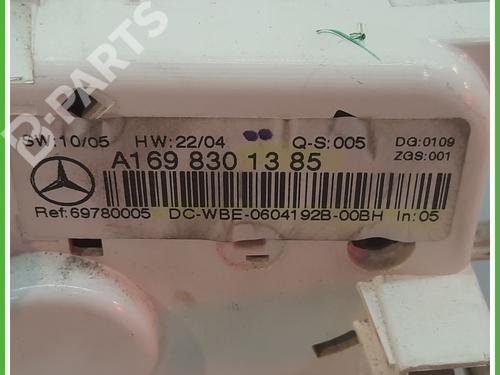 D-PARTS
SW:10/05 HW:22/04 Q-S:005 DG:0109
ZGS:001
A169 830 13 85
Ref:69780005 DC-WBE-0604192B-00BH In:05